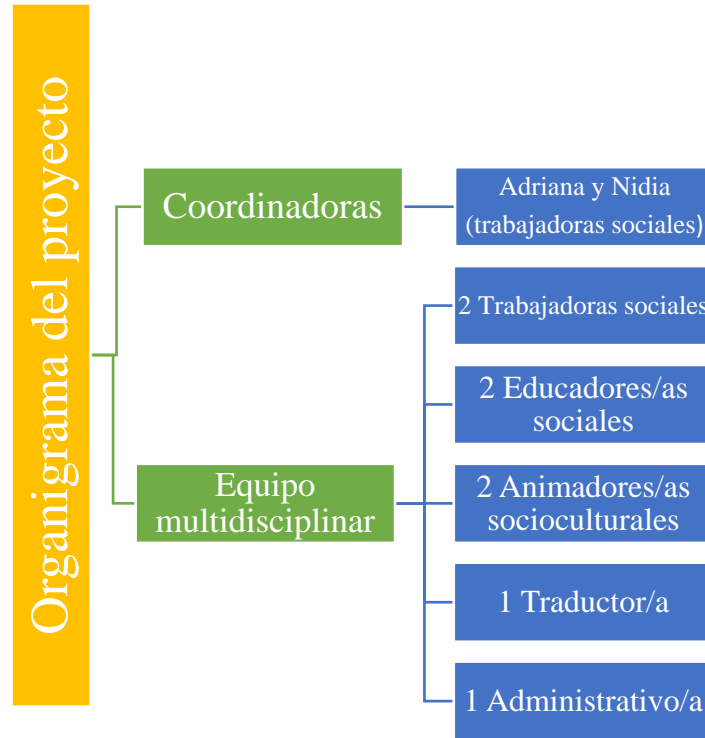 Organigrama del proyecto
Coordinadoras
Adriana y Nidia
(trabajadoras sociales)
Equipo
multidisciplinar
2 Trabajadoras sociales
2 Educadores/as
sociales
2 Animadores/as
socioculturales
1 Traductor/a
1 Administrativo/a